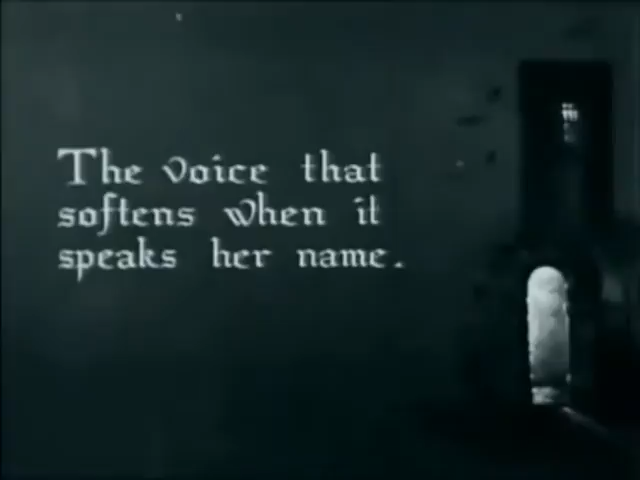 The voice that
softens when it
speaks her name.